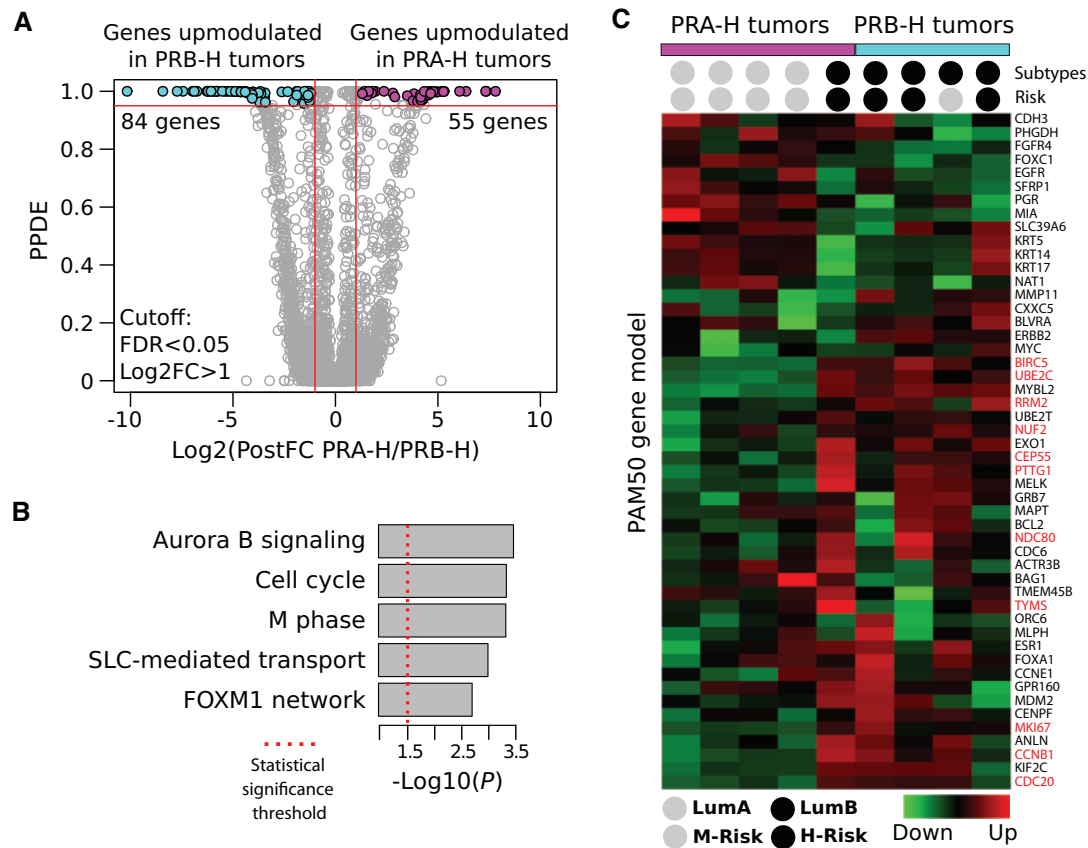 A
Genes upmodulated
in PRB-H tumors
Genes upmodulated
in PRA-H tumors
84 genes
55 genes
PPDE
1.0
0.8
0.6
0.4
0.2
0
Cutoff:
FDR<0.05
Log2FC>1
-10
-5
0
5
10
Log2(PostFC PRA-H/PRB-H)
B
Aurora B signaling
Cell cycle
M phase
SLC-mediated transport
FOXM1 network
1.5
2.5
3.5
-Log10(P)
Statistical
significance
threshold
C
PRA-H tumors
PRB-H tumors
Subtypes
Risk
PAM50 gene model
CDH3
PHGDH
FGFR4
FOXC1
EGFR
SFRP1
PGR
MIA
SLC39A6
KRT5
KRT14
KRT17
NAT1
MMP11
CXXC5
BLVRA
ERBB2
MYC
BIRC5
UBE2C
MYBL2
RRM2
UBE2T
NUF2
EXO1
CEP55
PTTG1
MELK
GRB7
MAPT
BCL2
NDC80
CDC6
ACTR3B
BAG1
TMEM45B
TYMS
ORC6
MLPH
ESR1
FOXA1
CCNE1
GPR160
MDM2
CENPF
MKI67
ANLN
CCNB1
KIF2C
CDC20
LumA
LumB
M-Risk
H-Risk
Down
Up